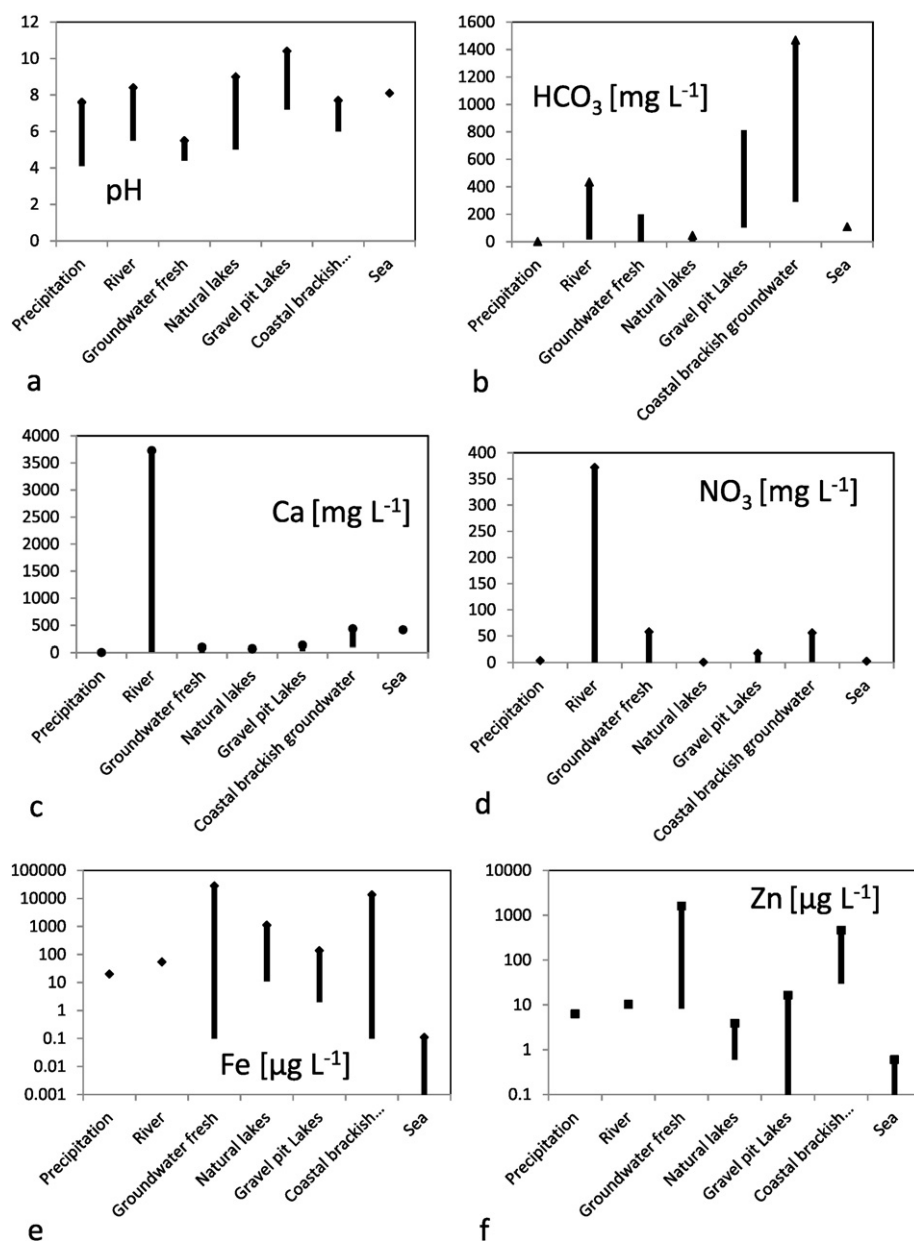 12
10
8
6
4
2
0
pH
Precipitation
River
Groundwater fresh
Natural lakes
Gravel pit Lakes
Coastal brackish...
Sea
a
1600
1400
1200
1000
800
600
400
200
0
HCO₃ [mg L⁻¹]
Precipitation
River
Groundwater fresh
Natural lakes
Gravel pit Lakes
Coastal brackish groundwater
Sea
b
4000
3500
3000
2500
2000
1500
1000
500
0
Ca [mg L⁻¹]
Precipitation
River
Groundwater fresh
Natural lakes
Gravel pit Lakes
Coastal brackish groundwater
Sea
c
400
350
300
250
200
150
100
50
0
NO₃ [mg L⁻¹]
Precipitation
River
Groundwater fresh
Natural lakes
Gravel pit Lakes
Coastal brackish groundwater
Sea
d
100000
10000
1000
100
10
1
0.1
0.01
0.001
Fe [µg L⁻¹]
Precipitation
River
Groundwater fresh
Natural lakes
Gravel pit Lakes
Coastal brackish...
Sea
e
10000
1000
100
10
1
0.1
Zn [µg L⁻¹]
Precipitation
River
Groundwater fresh
Natural lakes
Gravel pit Lakes
Coastal brackish...
Sea
f